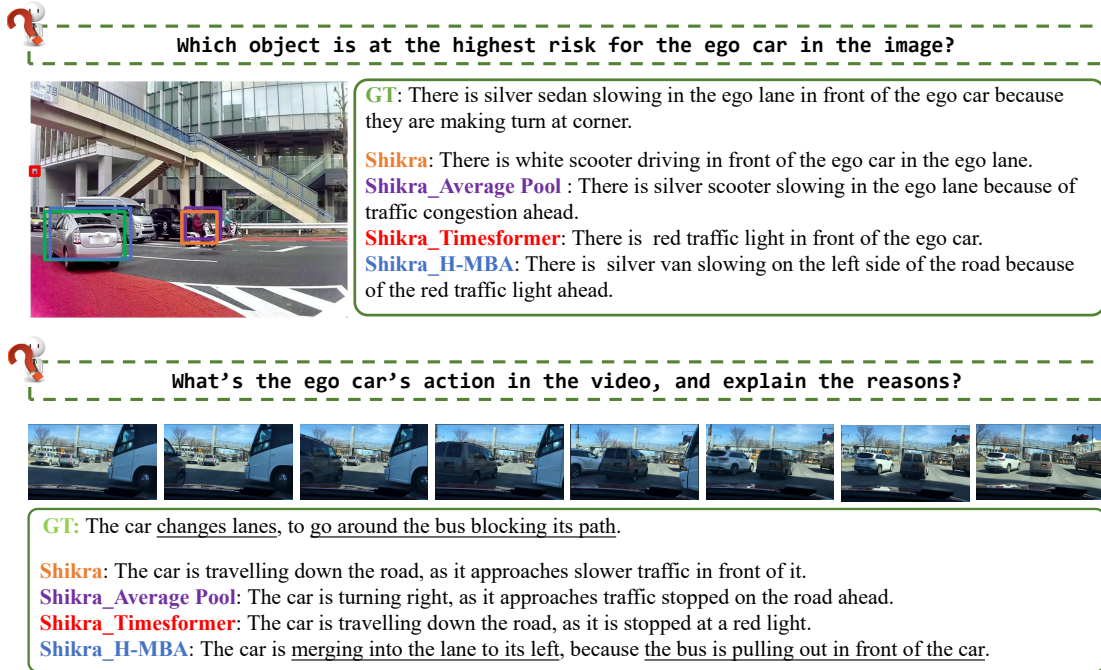 Which object is at the highest risk for the ego car in the image?
GT: There is silver sedan slowing in the ego lane in front of the ego car because
they are making turn at corner.
Shikra: There is white scooter driving in front of the ego car in the ego lane.
Shikra_Average Pool : There is silver scooter slowing in the ego lane because of
traffic congestion ahead.
Shikra_Timesformer: There is red traffic light in front of the ego car.
Shikra_H-MBA: There is silver van slowing on the left side of the road because
of the red traffic light ahead.
What's the ego car's action in the video, and explain the reasons?
GT: The car changes lanes, to go around the bus blocking its path.
Shikra: The car is travelling down the road, as it approaches slower traffic in front of it.
Shikra_Average Pool: The car is turning right, as it approaches traffic stopped on the road ahead.
Shikra_Timesformer: The car is travelling down the road, as it is stopped at a red light.
Shikra_H-MBA: The car is merging into the lane to its left, because the bus is pulling out in front of the car.